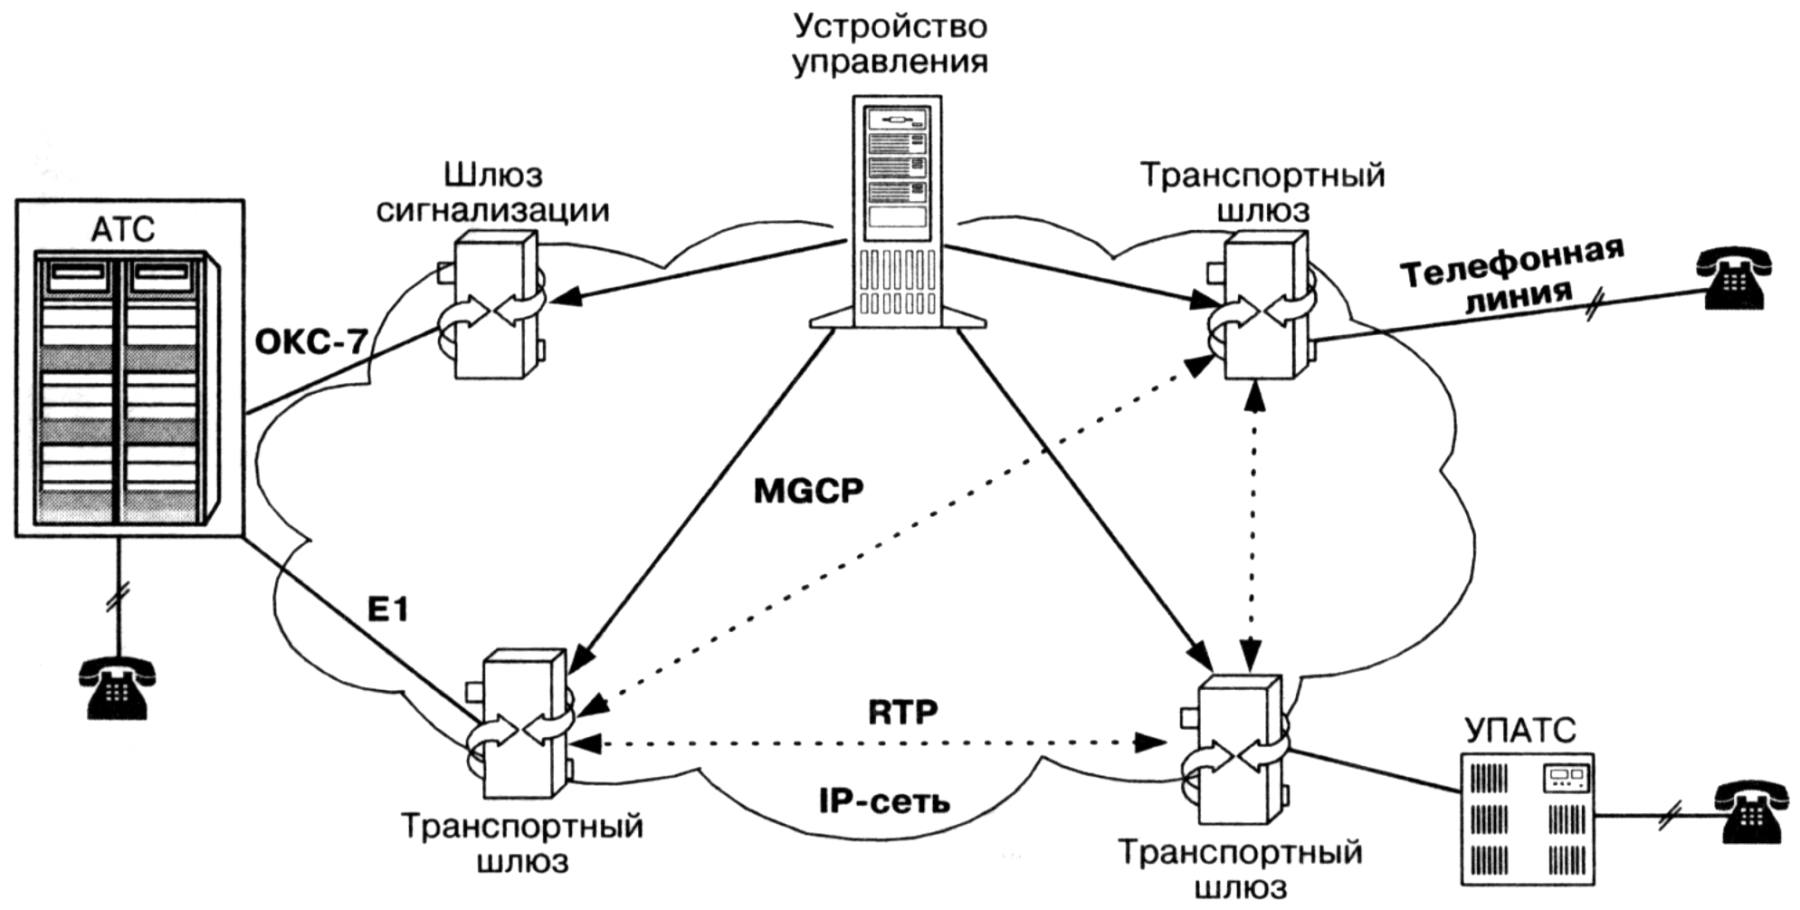 Устройство
управления
Шлюз
сигнализации
Транспортный
шлюз
АТС
Телефонная
линия
ОКС-7
MGCP
E1
RTP
УПАТС
IP-сеть
Транспортный
шлюз
Транспортный
шлюз